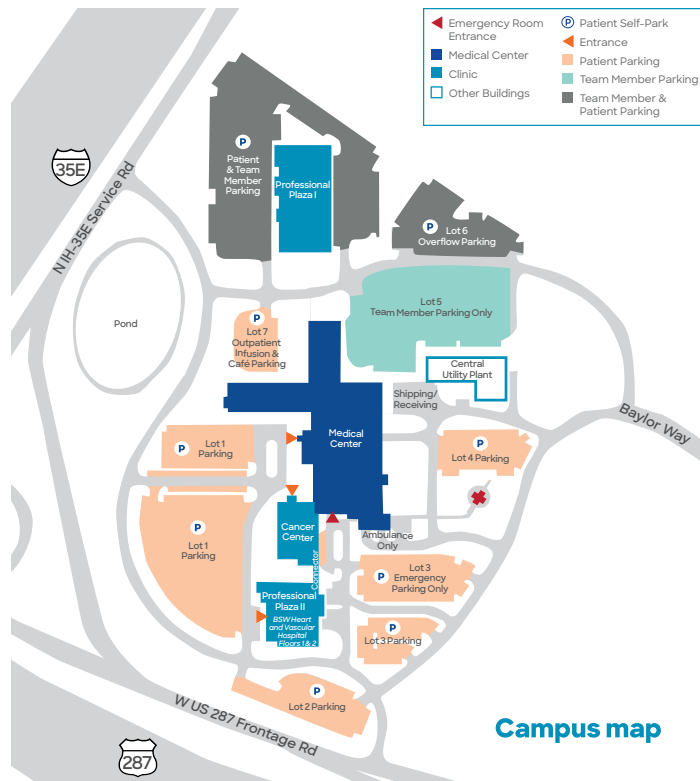 Emergency Room
Entrance
Medical Center
Clinic
Other Buildings
P Patient Self-Park
Entrance
Patient Parking
Team Member Parking
Team Member &
Patient Parking
35E
N IH-35E Service Rd
P
Patient
& Team
Member
Parking
Professional
Plaza I
P
Lot 6
Overflow Parking
Pond
P
Lot 7
Outpatient
Infusion &
Café Parking
Lot 5
Team Member Parking Only
Central
Utility Plant
Shipping/
Receiving
Baylor Way
Medical
Center
P
Lot 1
Parking
P
Lot 4 Parking
P
Lot 1
Parking
Cancer
Center
Ambulance
Only
Connector
P
Lot 3
Emergency
Parking Only
Professional
Plaza II
BSW Heart
and Vascular
Hospital
Floors 1 & 2
P
Lot 3 Parking
P
Lot 2 Parking
W US 287 Frontage Rd
287
Campus map